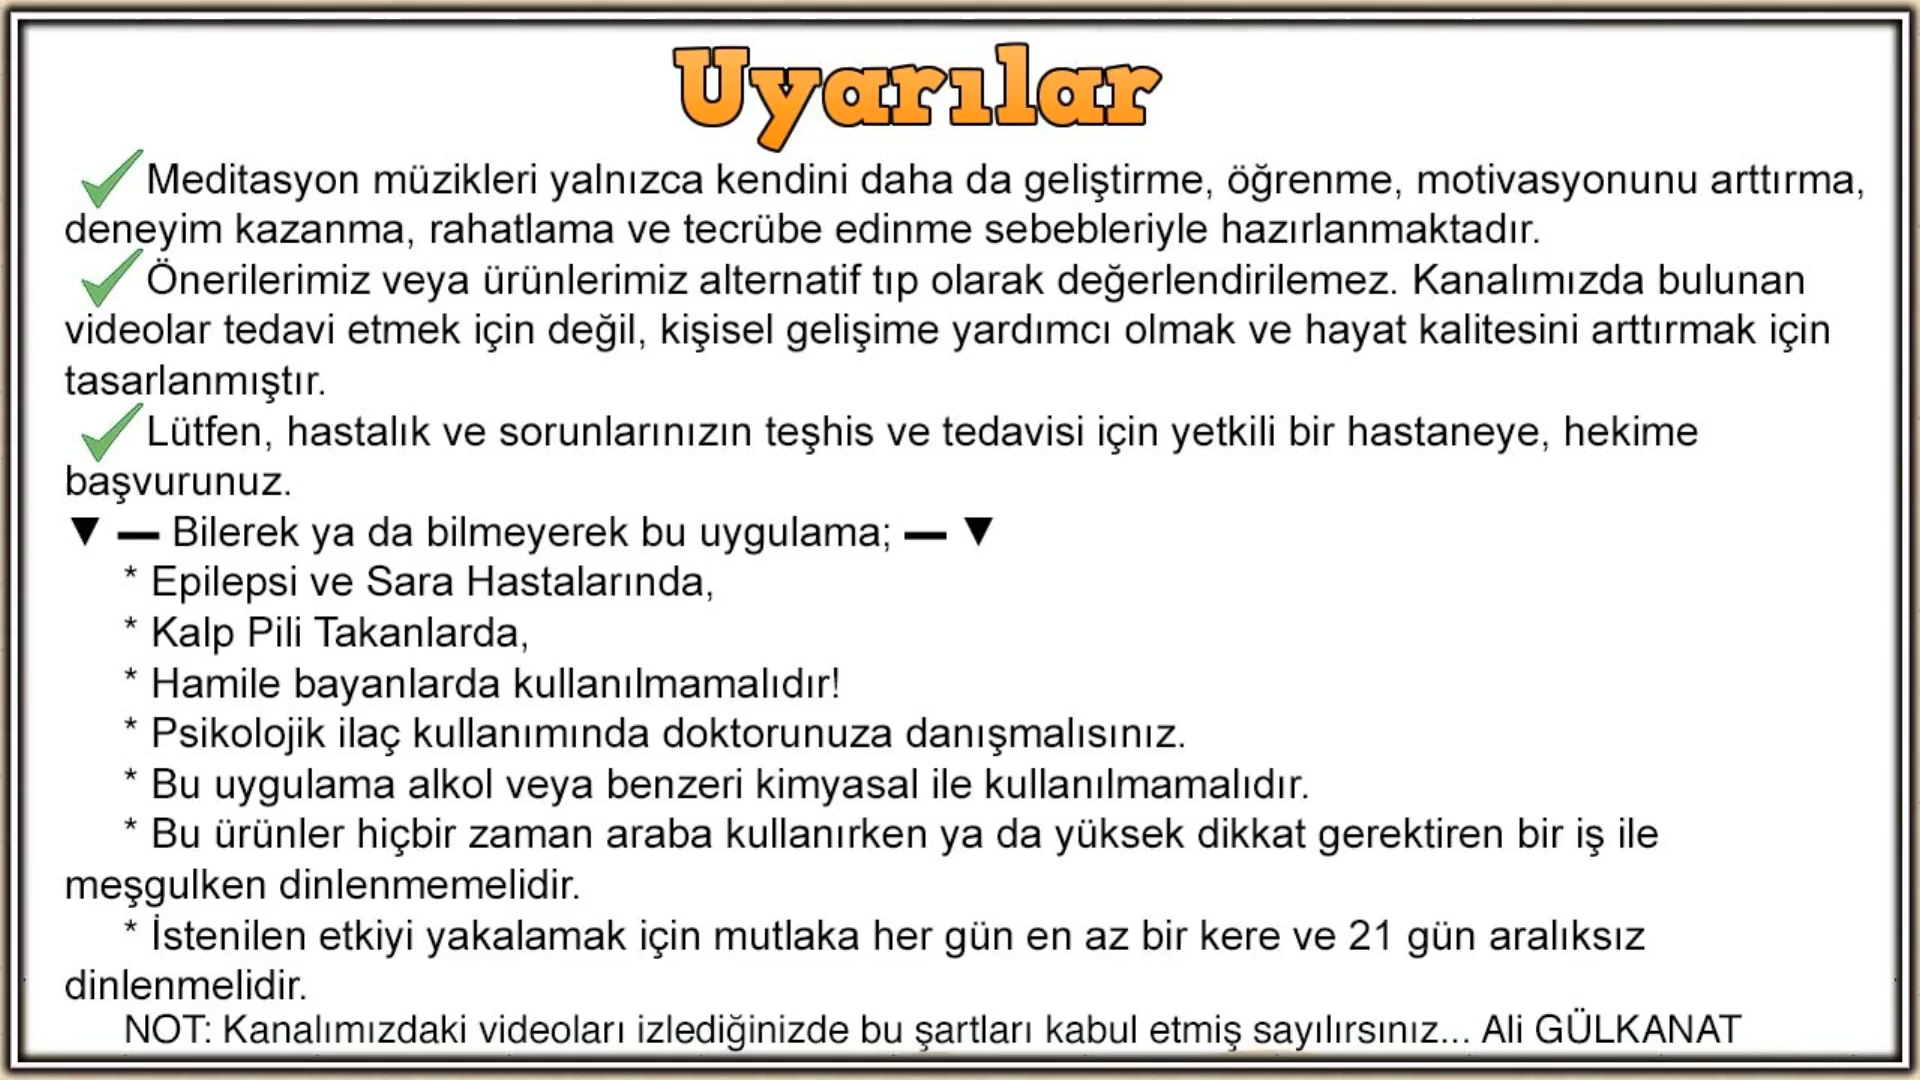 Uyarılar
Meditasyon müzikleri yalnızca kendini daha da geliştirme, öğrenme, motivasyonunu arttırma,
deneyim kazanma, rahatlama ve tecrübe edinme sebebleriyle hazırlanmaktadır.
Önerilerimiz veya ürünlerimiz alternatif tıp olarak değerlendirilemez. Kanalımızda bulunan
videolar tedavi etmek için değil, kişisel gelişime yardımcı olmak ve hayat kalitesini arttırmak için
tasarlanmıştır.
Lütfen, hastalık ve sorunlarınızın teşhis ve tedavisi için yetkili bir hastaneye, hekime
başvurunuz.
▼ ━ Bilerek ya da bilmeyerek bu uygulama; ━ ▼
* Epilepsi ve Sara Hastalarında,
* Kalp Pili Takanlarda,
* Hamile bayanlarda kullanılmamalıdır!
* Psikolojik ilaç kullanımında doktorunuza danışmalısınız.
* Bu uygulama alkol veya benzeri kimyasal ile kullanılmamalıdır.
* Bu ürünler hiçbir zaman araba kullanırken ya da yüksek dikkat gerektiren bir iş ile
meşgulken dinlenmemelidir.
* İstenilen etkiyi yakalamak için mutlaka her gün en az bir kere ve 21 gün aralıksız
dinlenmelidir.
NOT: Kanalımızdaki videoları izlediğinizde bu şartları kabul etmiş sayılırsınız... Ali GÜLKANAT